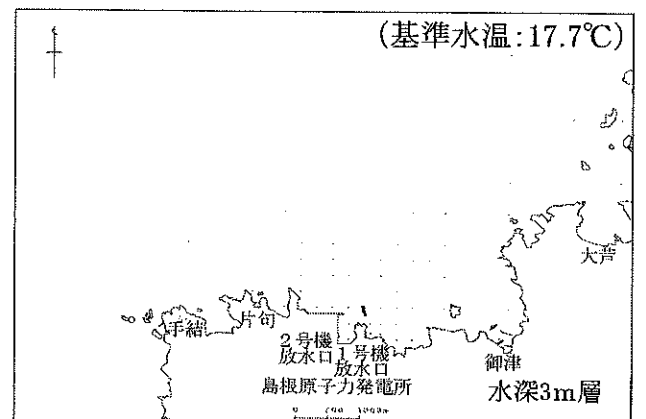 (基準水温:17.7℃)
大芦
手結
片句
2号機
放水口
1号機
放水口
御津
島根原子力発電所
水深3m層